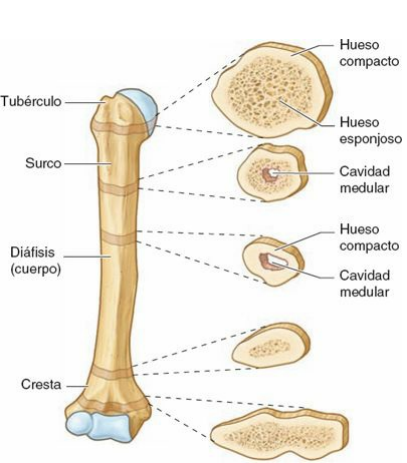 Hueso
compacto
Tubérculo
Hueso
esponjoso
Surco
Cavidad
medular
Hueso
compacto
Diáfisis
(cuerpo)
Cavidad
medular
Cresta